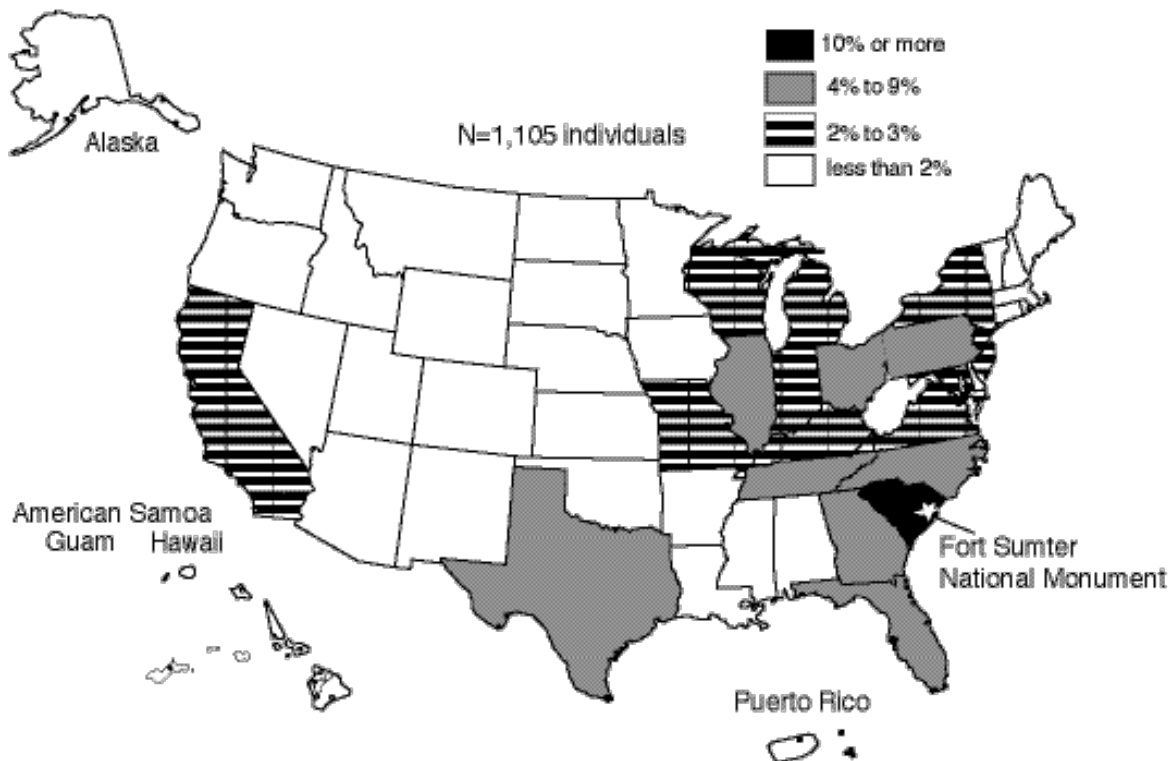 10% or more
4% to 9%
2% to 3%
less than 2%
N=1,105 individuals
Alaska
American Samoa
Guam Hawaii
Fort Sumter
National Monument
Puerto Rico